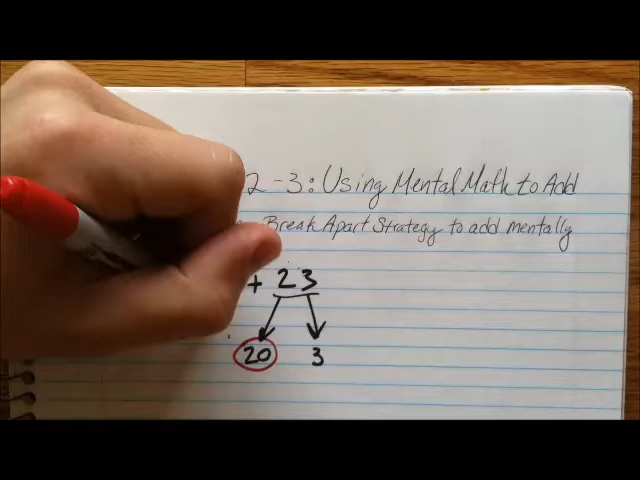 2-3: Using Mental Math to Add
Break Apart Strategy to add mentally
+ 23
20 3